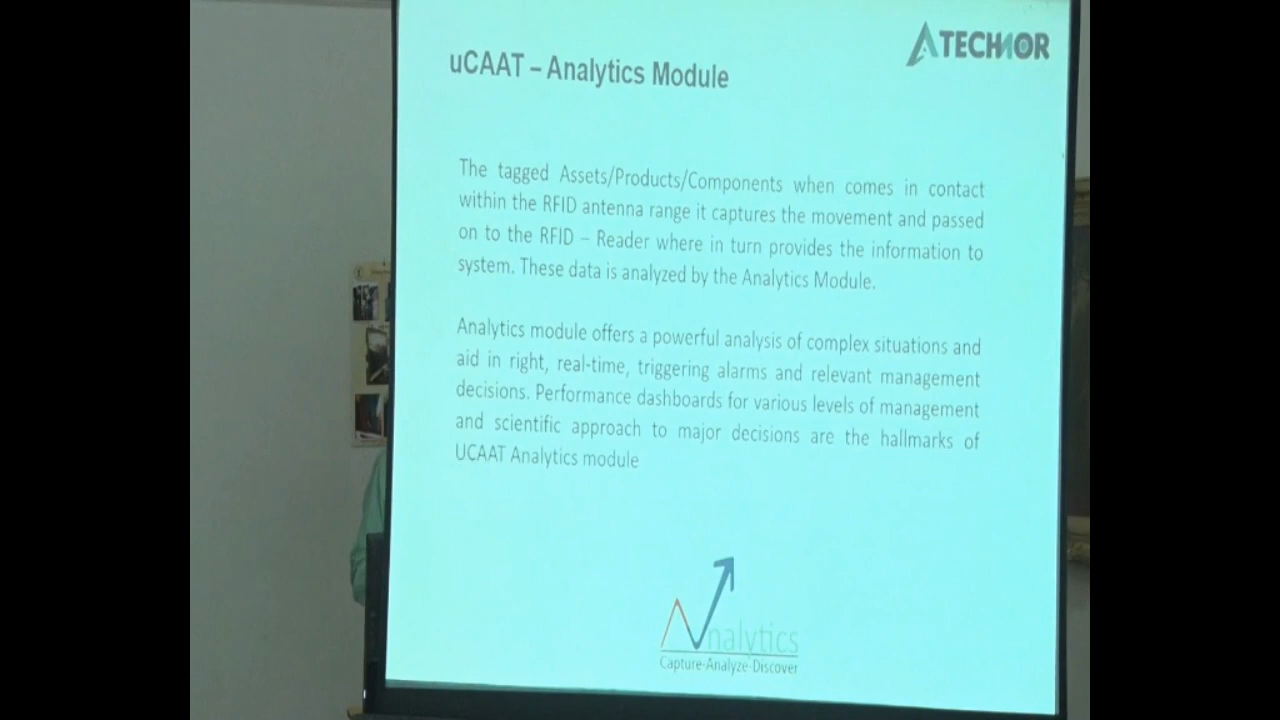 uCAAT – Analytics Module
ATECHNOR
The tagged Assets/Products/Components when comes in contact
within the RFID antenna range it captures the movement and passed
on to the RFID – Reader where in turn provides the information to
system. These data is analyzed by the Analytics Module.
Analytics module offers a powerful analysis of complex situations and
aid in right, real-time, triggering alarms and relevant management
decisions. Performance dashboards for various levels of management
and scientific approach to major decisions are the hallmarks of
UCAAT Analytics module
Analytics
Capture-Analyze-Discover